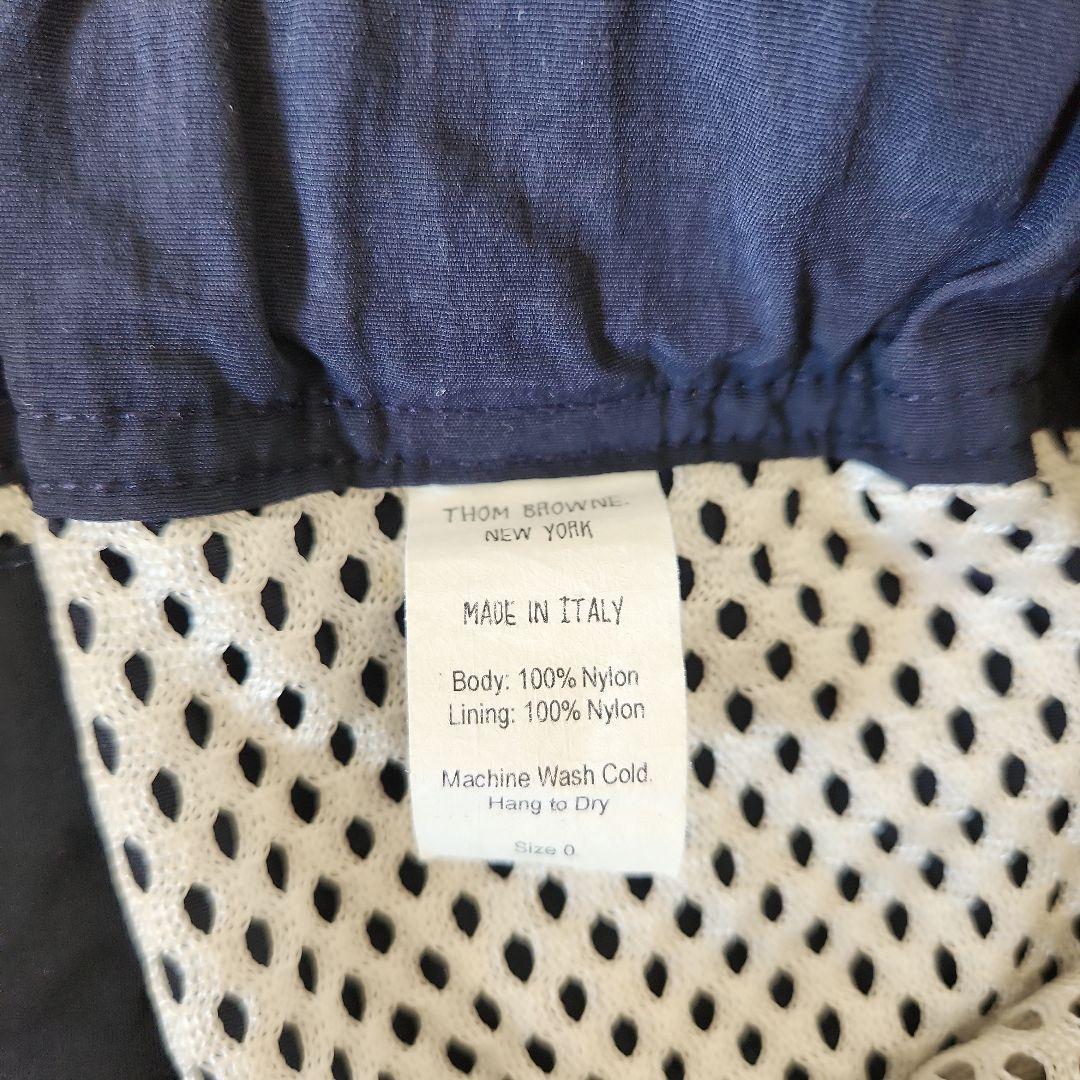 THOM BROWNE.
NEW YORK
MADE IN ITALY
Body: 100% Nylon
Lining: 100% Nylon
Machine Wash Cold.
Hang to Dry
Size 0